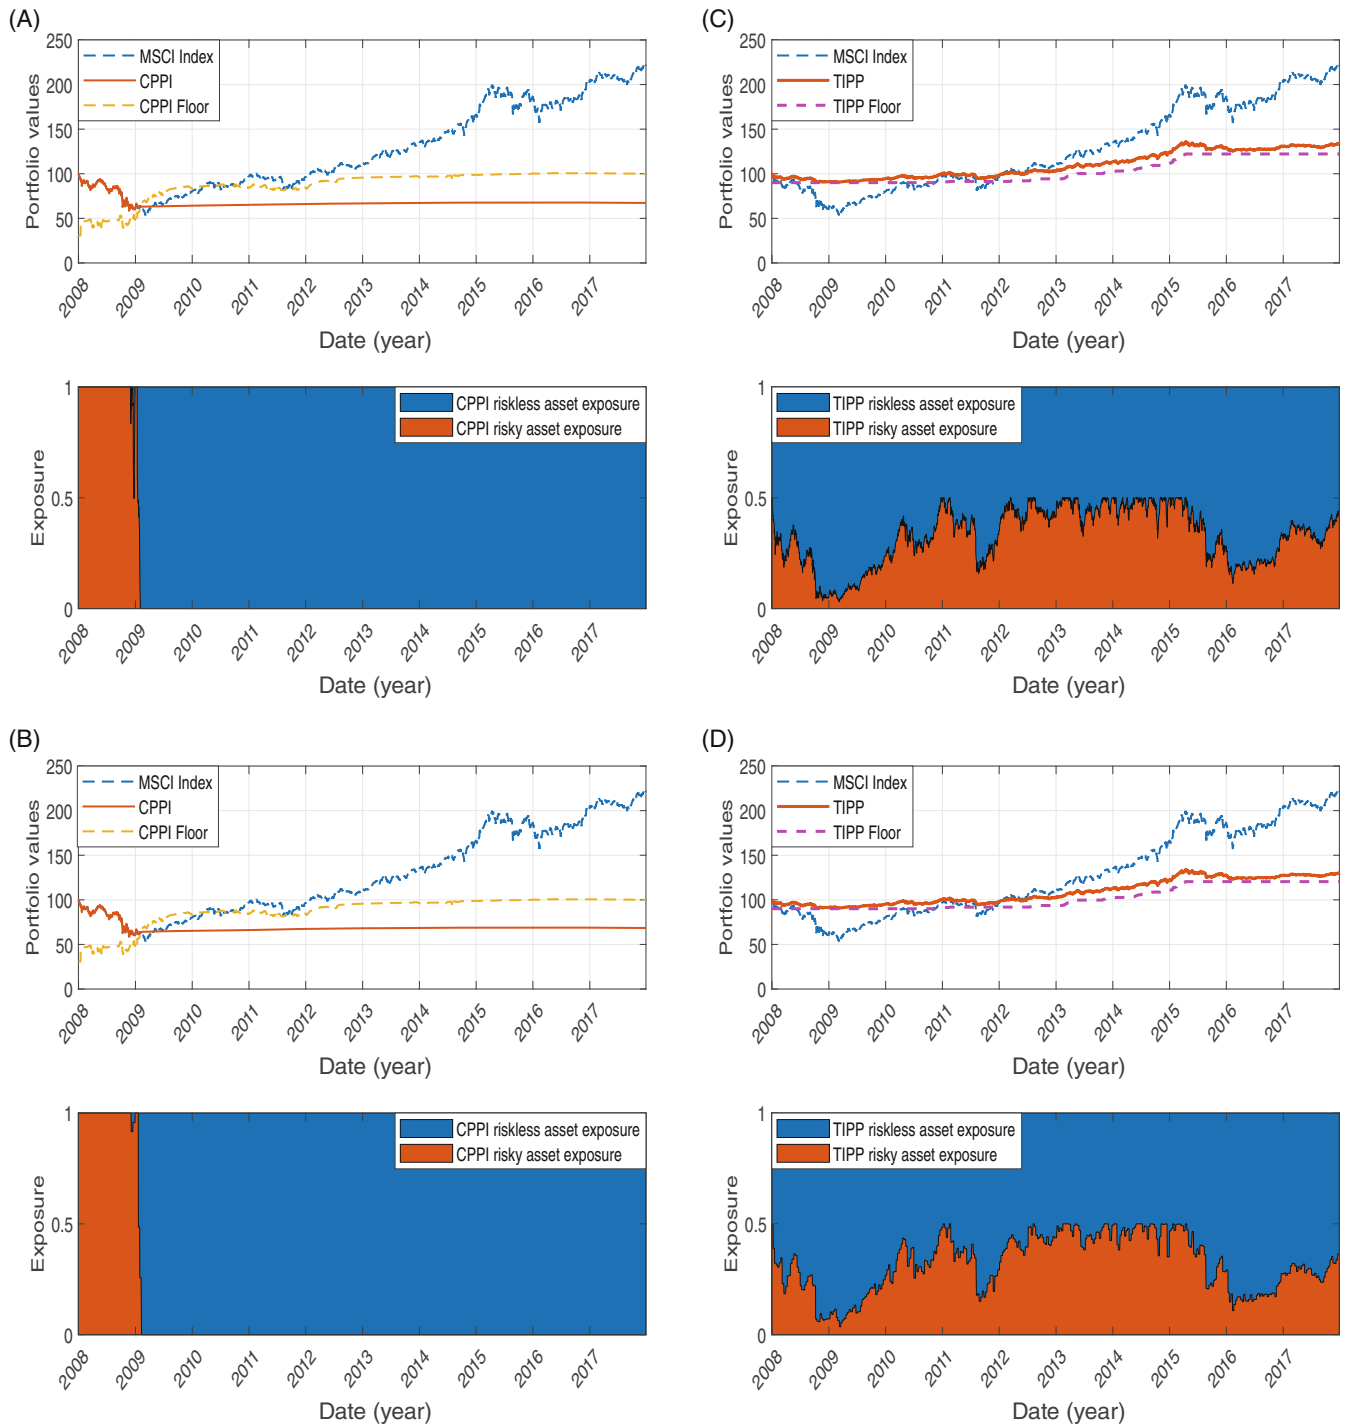 (A)
250
200
150
100
50
0
Portfolio values
MSCI Index
CPPI
CPPI Floor
2008 2009 2010 2011 2012 2013 2014 2015 2016 2017
Date (year)
1
0.5
0
Exposure
CPPI riskless asset exposure
CPPI risky asset exposure
2008 2009 2010 2011 2012 2013 2014 2015 2016 2017
Date (year)
(C)
250
200
150
100
50
0
Portfolio values
MSCI Index
TIPP
TIPP Floor
2008 2009 2010 2011 2012 2013 2014 2015 2016 2017
Date (year)
1
0.5
0
Exposure
TIPP riskless asset exposure
TIPP risky asset exposure
2008 2009 2010 2011 2012 2013 2014 2015 2016 2017
Date (year)
(B)
250
200
150
100
50
0
Portfolio values
MSCI Index
CPPI
CPPI Floor
2008 2009 2010 2011 2012 2013 2014 2015 2016 2017
Date (year)
1
0.5
0
Exposure
CPPI riskless asset exposure
CPPI risky asset exposure
2008 2009 2010 2011 2012 2013 2014 2015 2016 2017
Date (year)
(D)
250
200
150
100
50
0
Portfolio values
MSCI Index
TIPP
TIPP Floor
2008 2009 2010 2011 2012 2013 2014 2015 2016 2017
Date (year)
1
0.5
0
Exposure
TIPP riskless asset exposure
TIPP risky asset exposure
2008 2009 2010 2011 2012 2013 2014 2015 2016 2017
Date (year)